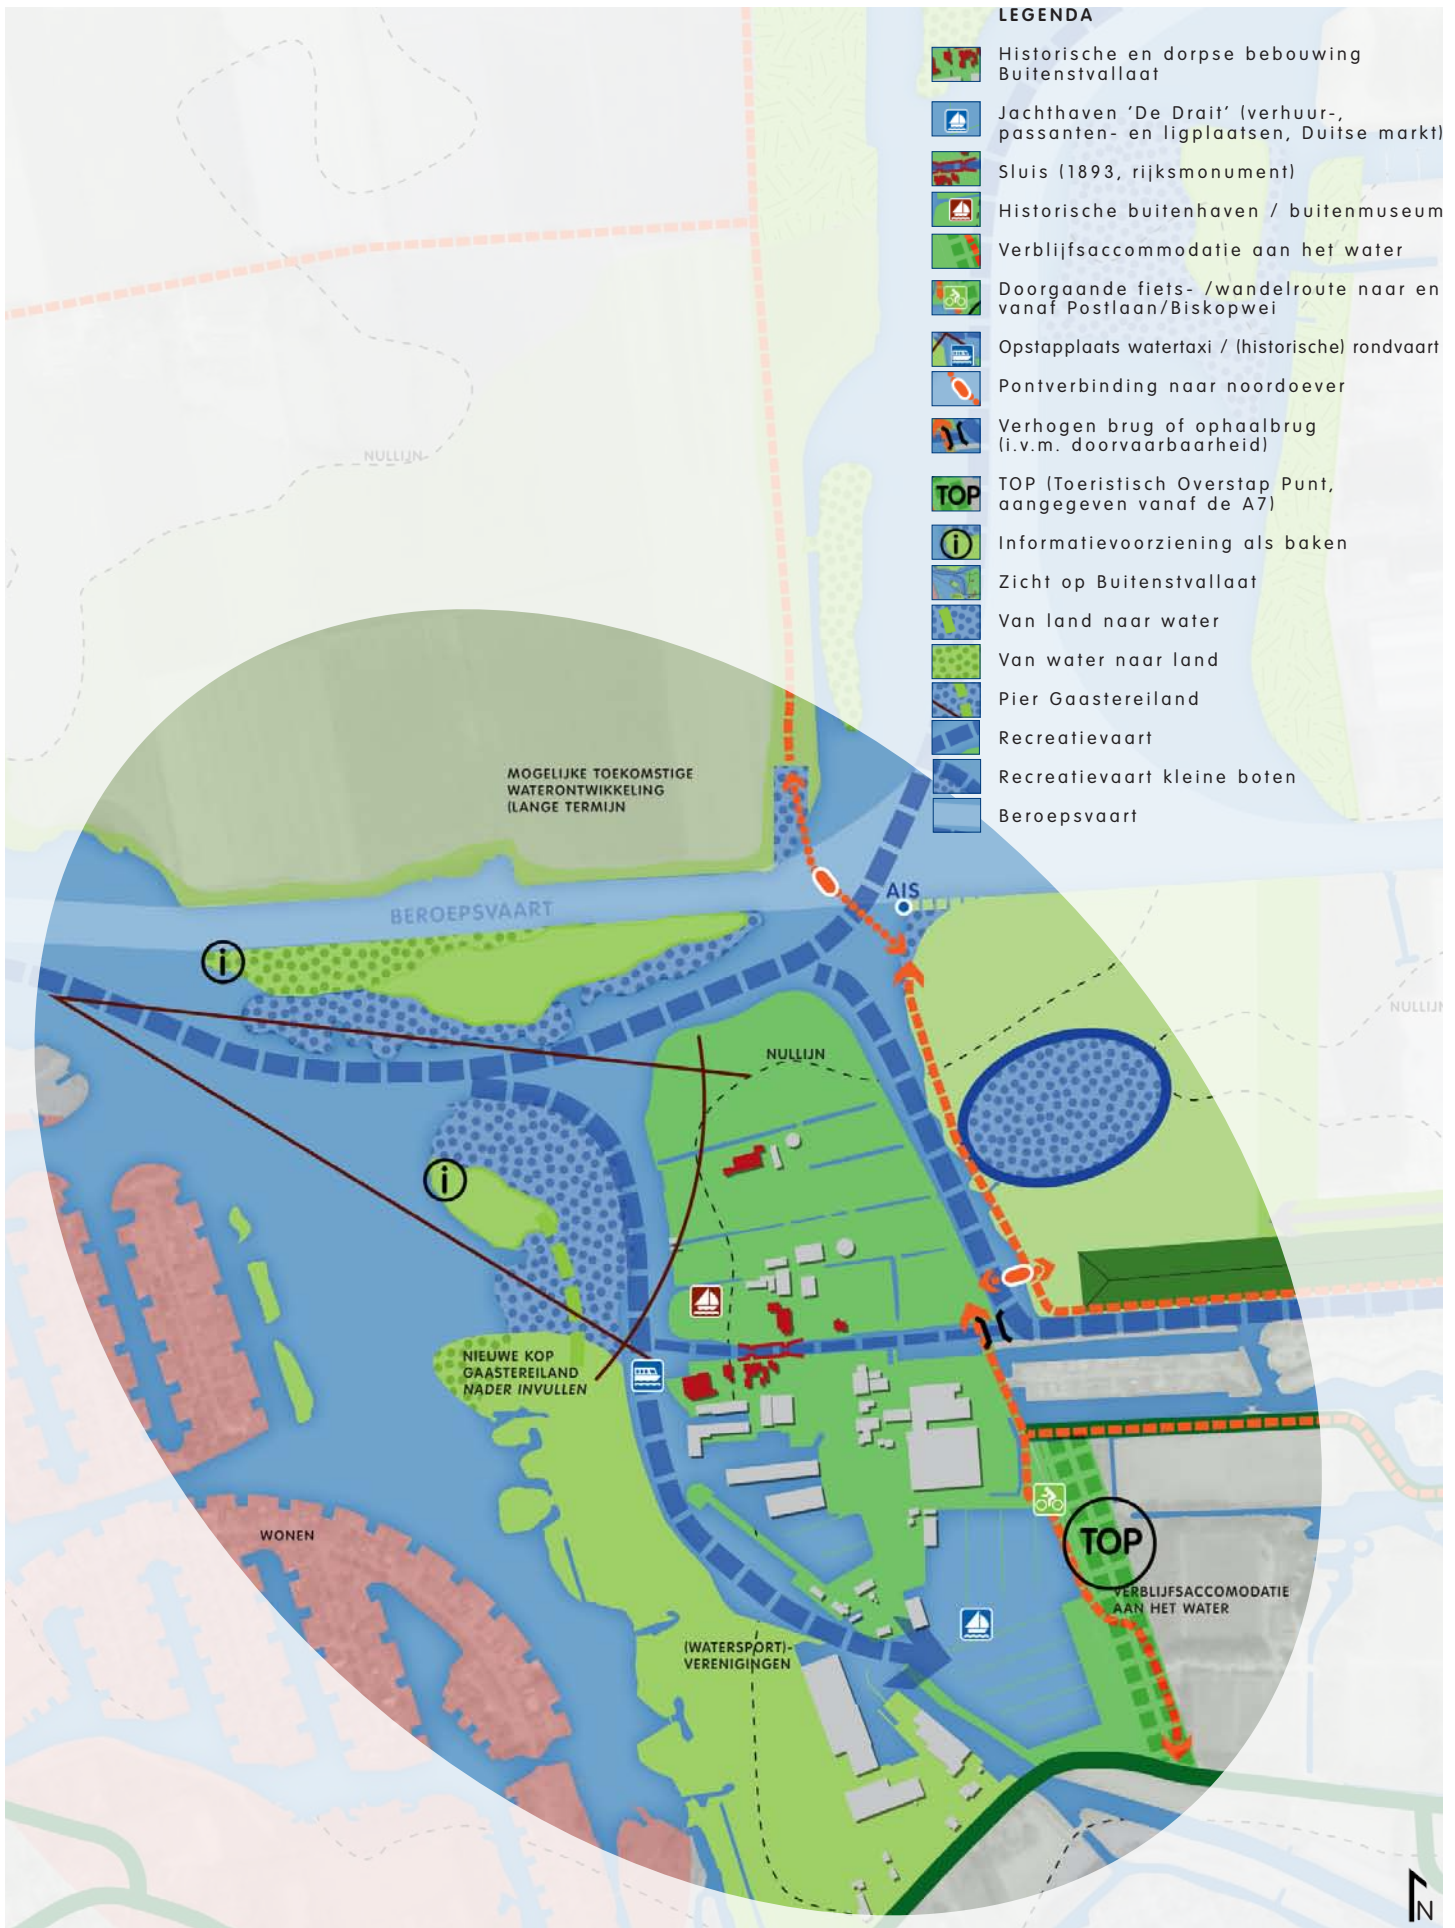 LEGENDA
Historische en dorpse bebouwing
Buitenstvallaat
Jachthaven 'De Drait' (verhuur-,
passanten- en ligplaatsen, Duitse markt)
Sluis (1893, rijksmonument)
Historische buitenhaven / buitenmuseum
Verblijfsaccommodatie aan het water
Doorgaande fiets- /wandelroute naar en
vanaf Postlaan/Biskopwei
Opstapplaats watertaxi / (historische) rondvaart
Pontverbinding naar noordoever
Verhogen brug of ophaalbrug
(i.v.m. doorvaarbaarheid)
TOP
TOP (Toeristisch Overstap Punt,
aangegeven vanaf de A7)
i
Informatievoorziening als baken
Zicht op Buitenstvallaat
Van land naar water
Van water naar land
Pier Gaastereiland
Recreatievaart
Recreatievaart kleine boten
Beroepsvaart
NULLIJN
MOGELIJKE TOEKOMSTIGE
WATERONTWIKKELING
(LANGE TERMIJN
AIS
BEROEPSVAART
i
NULLIJN
NULLIJN
i
NIEUWE KOP
GAASTEREILAND
NADER INVULLEN
WONEN
TOP
VERBLIJFSACCOMODATIE
AAN HET WATER
(WATERSPORT)-
VERENIGINGEN
N